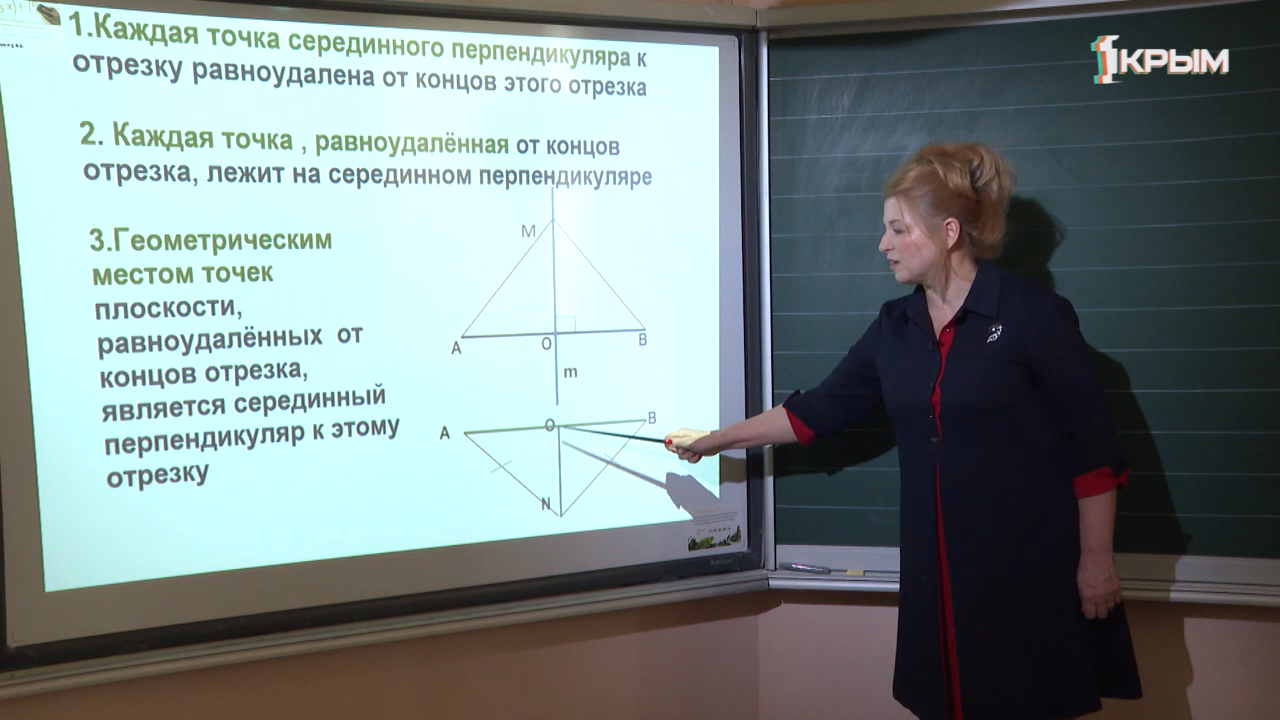 1.Каждая точка серединного перпендикуляра к
отрезку равноудалена от концов этого отрезка
2. Каждая точка , равноудалённая от концов
отрезка, лежит на серединном перпендикуляре
3.Геометрическим
местом точек
плоскости,
равноудалённых от
концов отрезка,
является серединный
перпендикуляр к этому
отрезку
M
A O B
m
A O B
N
1КРЫМ